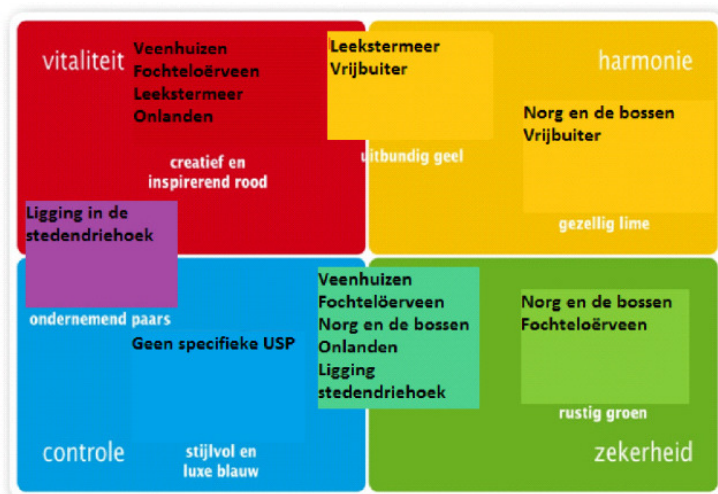 vitaliteit
Veenhuizen
Fochteloërveen
Leekstermeer
Onlanden
creatief en
inspirerend rood
Leekstermeer
Vrijbuiter
uitbundig geel
harmonie
Norg en de bossen
Vrijbuiter
gezellig lime
Ligging in de
stedendriehoek
ondernemend paars
Geen specifieke USP
controle
stijlvol en
luxe blauw
Veenhuizen
Fochtelöerveen
Norg en de bossen
Onlanden
Ligging
stedendriehoek
Norg en de bossen
Fochteloërveen
rustig groen
zekerheid